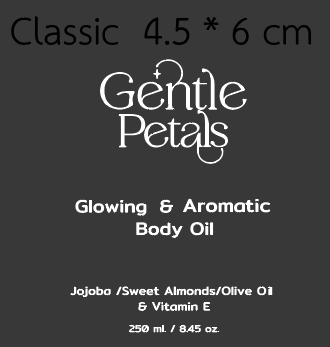 Classic 4.5 * 6 cm
Gentle
Petals
Glowing & Aromatic
Body Oil
Jojoba /Sweet Almonds/Olive Oil
& Vitamin E
250 ml. / 8.45 oz.